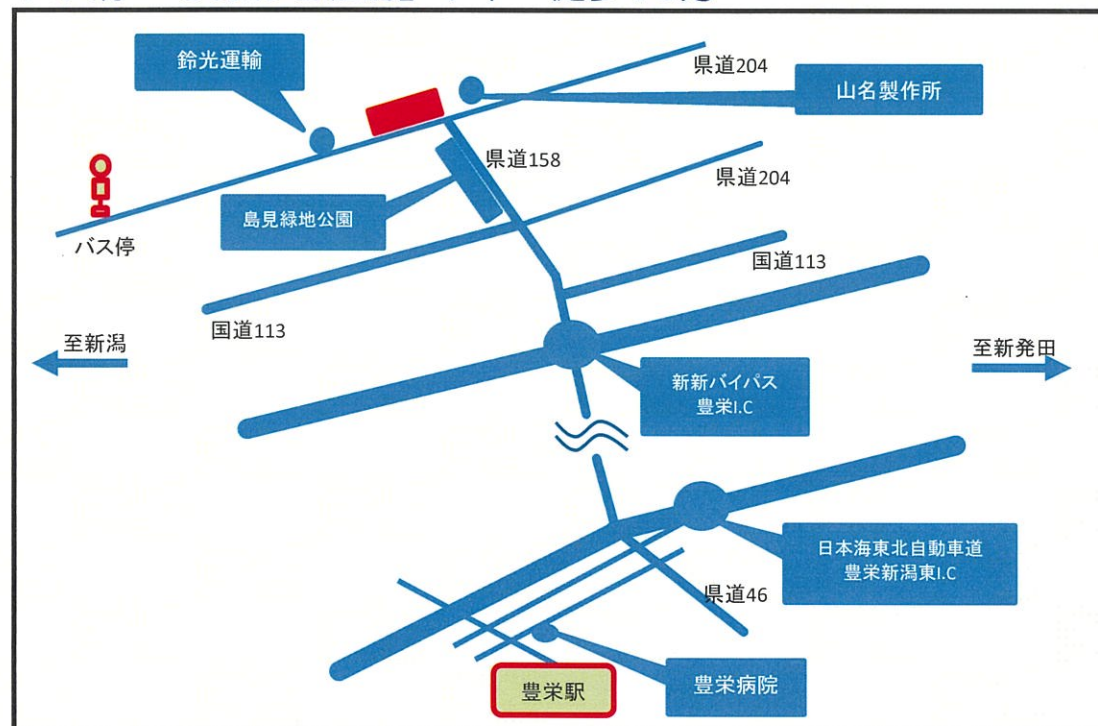 鈴光運輸
県道204
山名製作所
県道158
県道204
島見緑地公園
バス停
国道113
国道113
至新潟
至新発田
新新バイパス
豊栄I.C
日本海東北自動車道
豊栄新潟東I.C
県道46
豊栄病院
豊栄駅